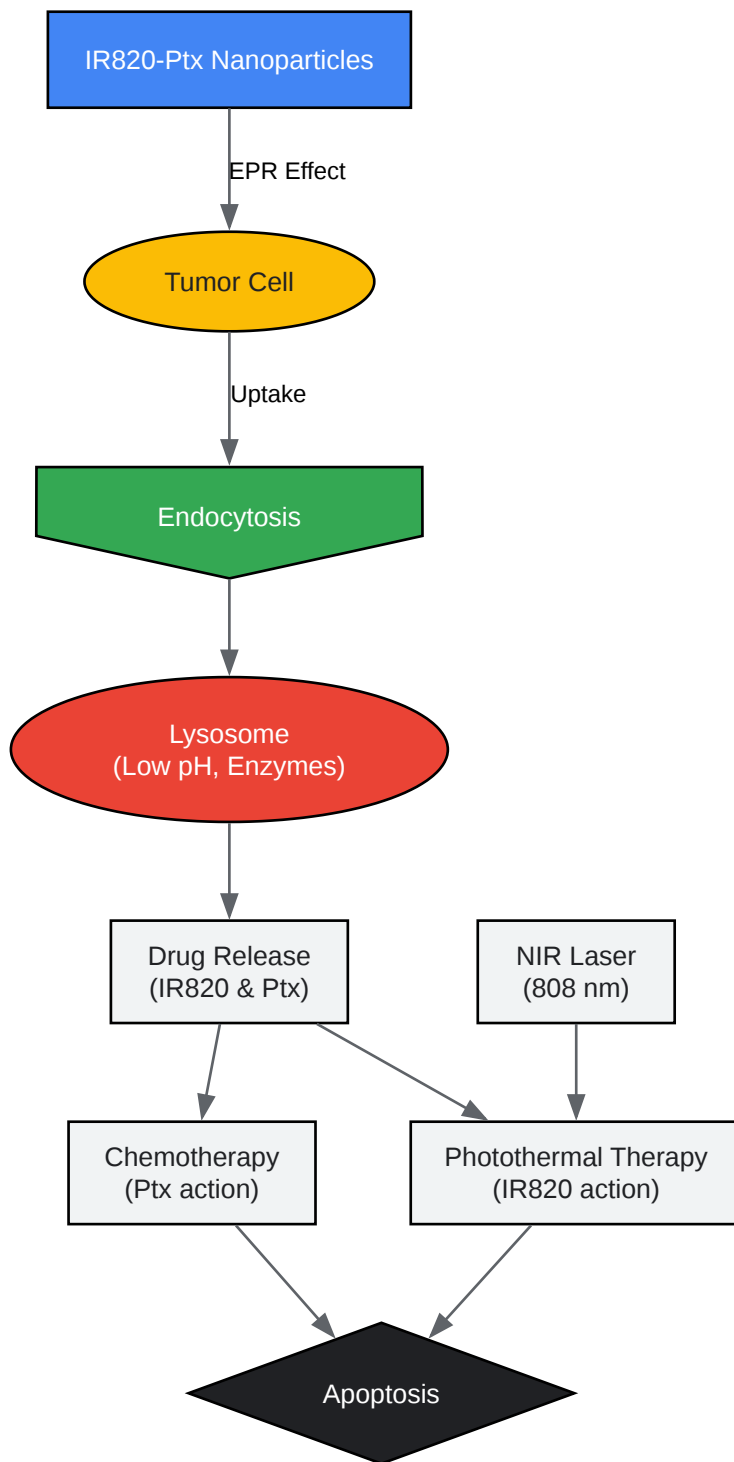 IR820-Ptx Nanoparticles
EPR Effect
Tumor Cell
Uptake
Endocytosis
Lysosome
(Low pH, Enzymes)
Drug Release
(IR820 & Ptx)
NIR Laser
(808 nm)
Chemotherapy
(Ptx action)
Photothermal Therapy
(IR820 action)
Apoptosis